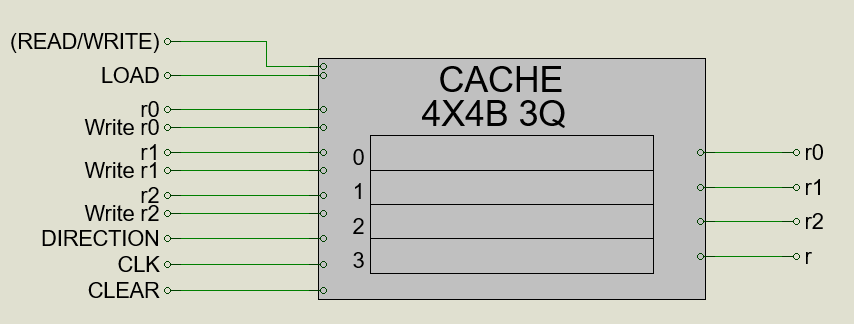 (READ/WRITE)
LOAD
r0
Write r0
r1
Write r1
r2
Write r2
DIRECTION
CLK
CLEAR
CACHE
4X4B 3Q
0
1
2
3
r0
r1
r2
r